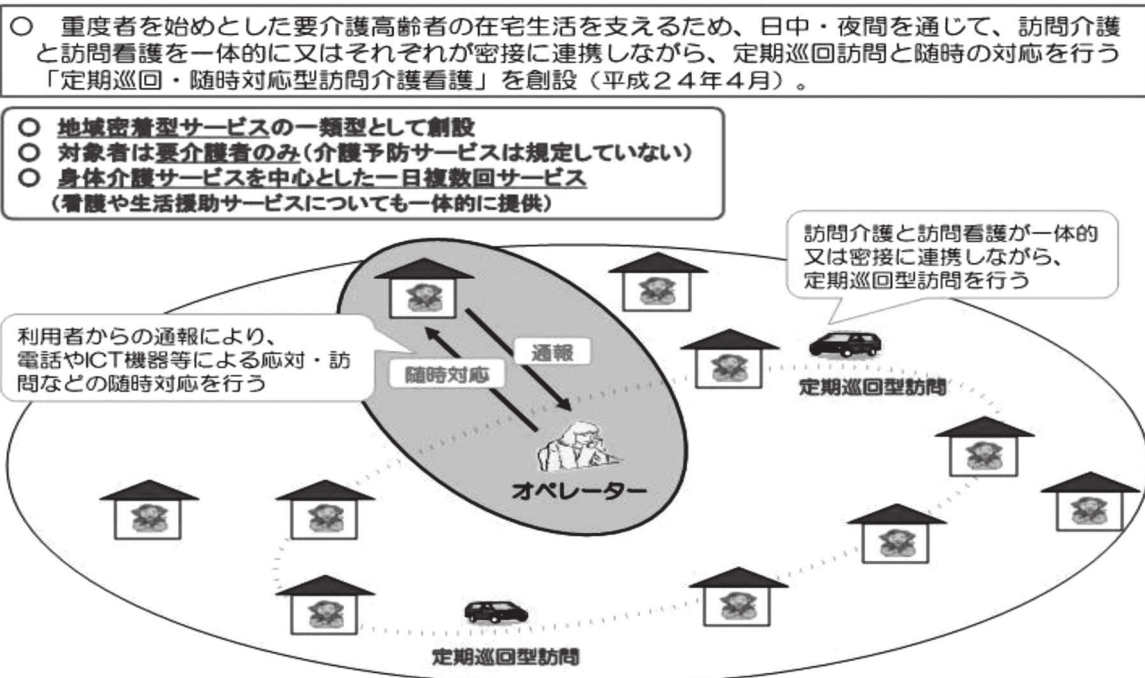 ○ 重度者を始めとした要介護高齢者の在宅生活を支えるため、日中・夜間を通じて、訪問介護
と訪問看護を一体的に又はそれぞれが密接に連携しながら、定期巡回訪問と随時の対応を行う
「定期巡回・随時対応型訪問介護看護」を創設（平成２４年４月）。
○ 地域密着型サービスの一類型として創設
○ 対象者は要介護者のみ（介護予防サービスは規定していない）
○ 身体介護サービスを中心とした一日複数回サービス
（看護や生活援助サービスについても一体的に提供）
訪問介護と訪問看護が一体的
又は密接に連携しながら、
定期巡回型訪問を行う
利用者からの通報により、
電話やICT機器等による応対・訪
問などの随時対応を行う
通報
随時対応
定期巡回型訪問
オペレーター
定期巡回型訪問